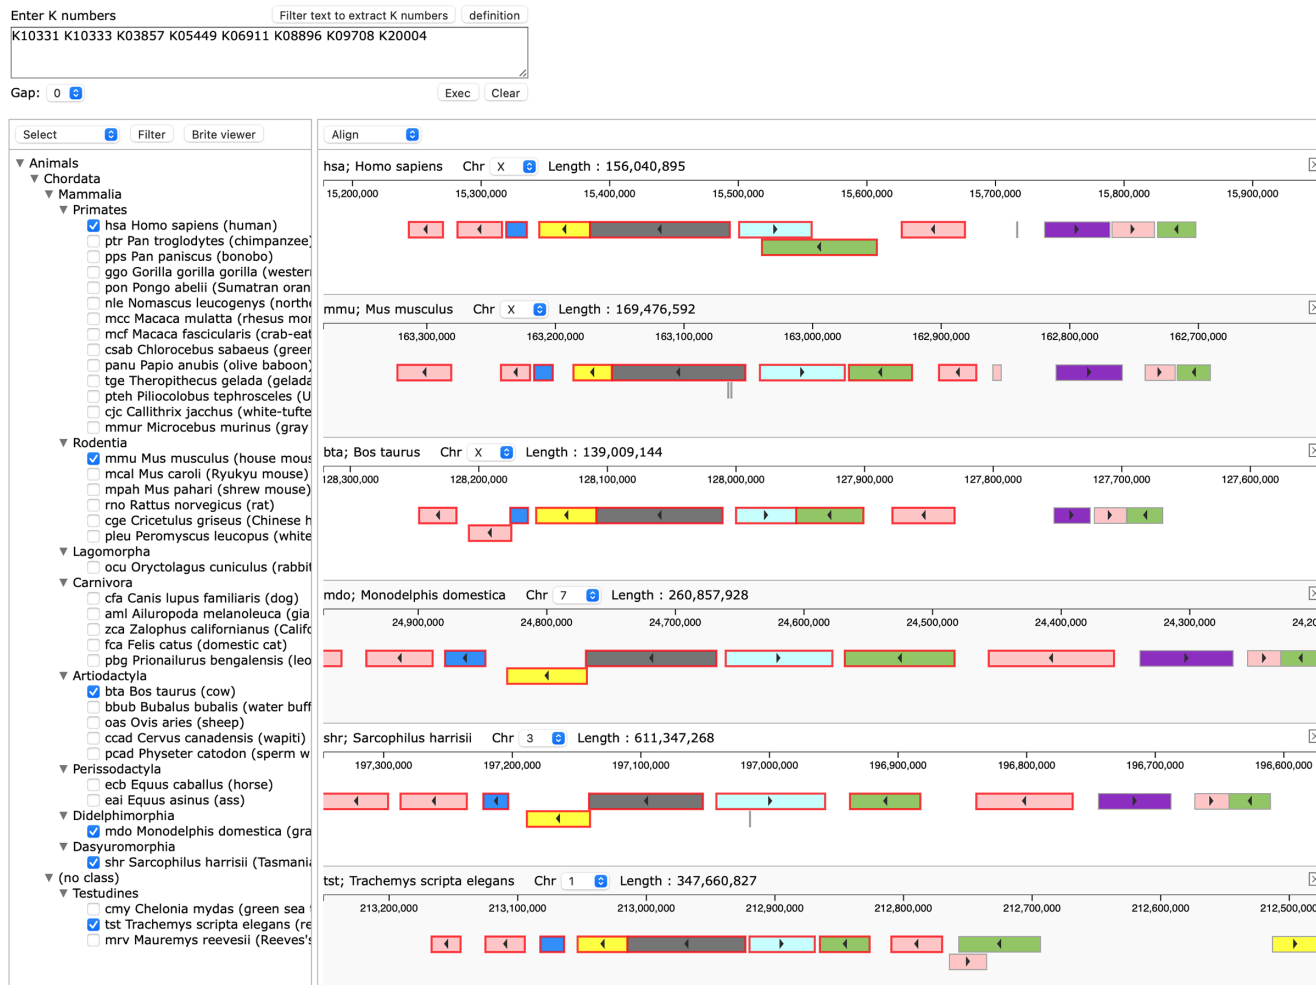 Enter K numbers Filter text to extract K numbers definition
K10331 K10333 K03857 K05449 K06911 K08896 K09708 K20004
Gap: 0 Exec Clear
Select Filter Brite viewer
Animals
Chordata
Mammalia
Primates
hsa Homo sapiens (human)
ptr Pan troglodytes (chimpanzee)
pps Pan paniscus (bonobo)
ggo Gorilla gorilla gorilla (wester
pon Pongo abelii (Sumatran oran
nle Nomascus leucogenys (northe
mcc Macaca mulatta (rhesus mon
mcf Macaca fascicularis (crab-eat
csab Chlorocebus sabaeus (green
panu Papio anubis (olive baboon)
tge Theropithecus gelada (gelada
pteh Piliocolobus tephrosceles (U
cjc Callithrix jacchus (white-tufte
mmur Microcebus murinus (gray
Rodentia
mmu Mus musculus (house mous
mcal Mus caroli (Ryukyu mouse)
mpah Mus pahari (shrew mouse)
rno Rattus norvegicus (rat)
cge Cricetulus griseus (Chinese h
pleu Peromyscus leucopus (white
Lagomorpha
ocu Oryctolagus cuniculus (rabbit
Carnivora
cfa Canis lupus familiaris (dog)
aml Ailuropoda melanoleuca (gia
zca Zalophus californianus (Califo
fca Felis catus (domestic cat)
pbg Prionailurus bengalensis (leo
Artiodactyla
bta Bos taurus (cow)
bbub Bubalus bubalis (water buff
oas Ovis aries (sheep)
ccad Cervus canadensis (wapiti)
pcad Physeter catodon (sperm w
Perissodactyla
ecb Equus caballus (horse)
eai Equus asinus (ass)
Didelphimorphia
mdo Monodelphis domestica (gra
Dasyuromorphia
shr Sarcophilus harrisii (Tasmania
(no class)
Testudines
cmy Chelonia mydas (green sea t
tst Trachemys scripta elegans (re
mrv Mauremys reevesii (Reeves's
Align
hsa; Homo sapiens Chr X Length : 156,040,895
15,200,000 15,300,000 15,400,000 15,500,000 15,600,000 15,700,000 15,800,000 15,900,000
mmu; Mus musculus Chr X Length : 169,476,592
163,300,000 163,200,000 163,100,000 163,000,000 162,900,000 162,800,000 162,700,000
bta; Bos taurus Chr X Length : 139,009,144
128,300,000 128,200,000 128,100,000 128,000,000 127,900,000 127,800,000 127,700,000 127,600,000
mdo; Monodelphis domestica Chr 7 Length : 260,857,928
24,900,000 24,800,000 24,700,000 24,600,000 24,500,000 24,400,000 24,300,000 24,20
shr; Sarcophilus harrisii Chr 3 Length : 611,347,268
197,300,000 197,200,000 197,100,000 197,000,000 196,900,000 196,800,000 196,700,000 196,600,000
tst; Trachemys scripta elegans Chr 1 Length : 347,660,827
213,200,000 213,100,000 213,000,000 212,900,000 212,800,000 212,700,000 212,600,000 212,500,00